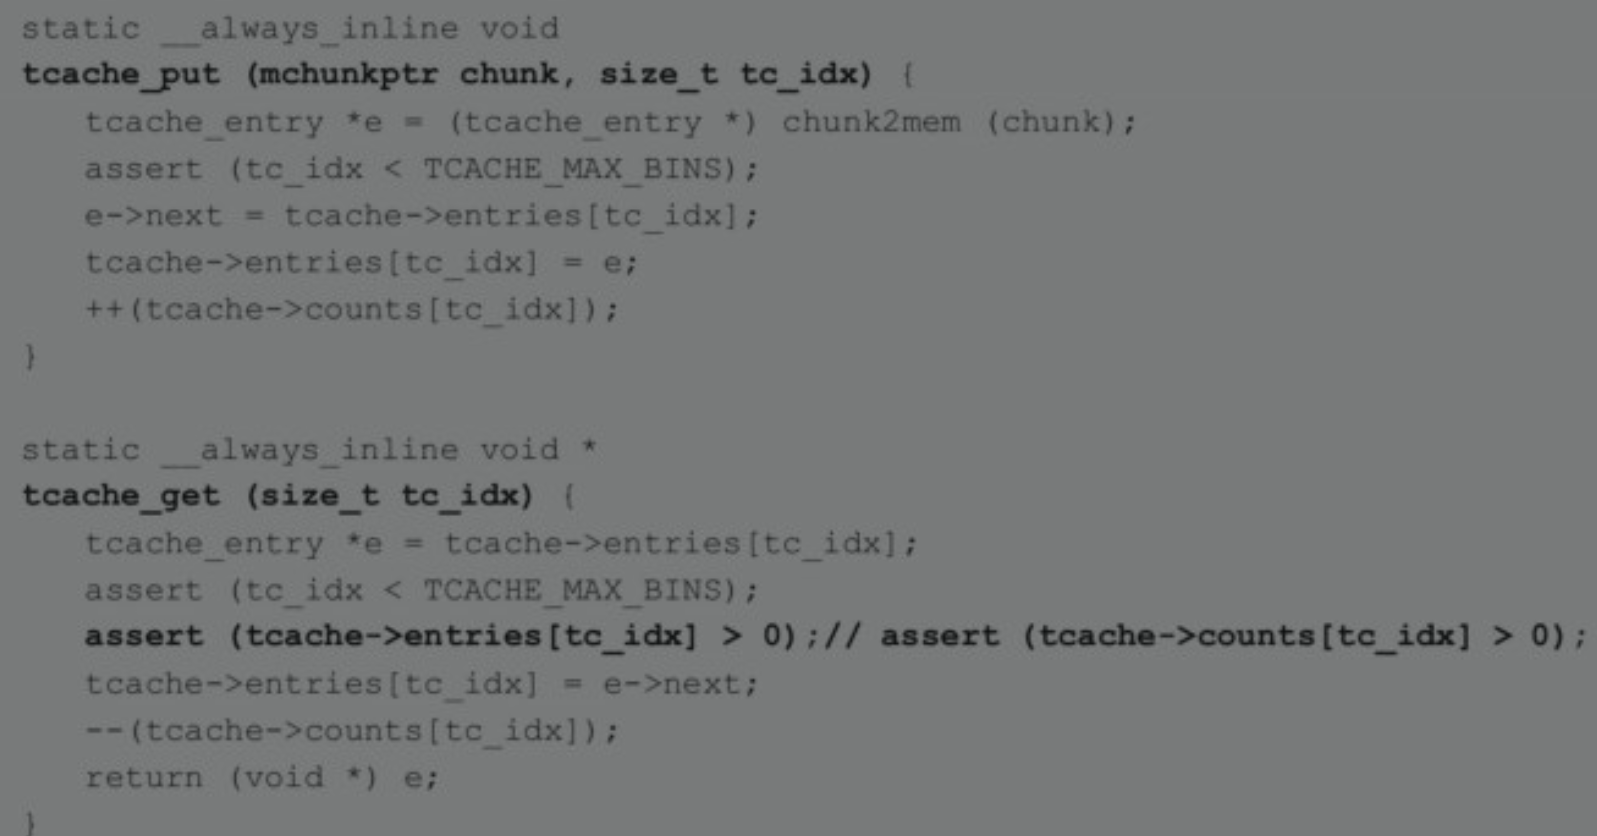 static __always_inline void
tcache_put (mchunkptr chunk, size_t tc_idx) {
tcache_entry *e = (tcache_entry *) chunk2mem (chunk);
assert (tc_idx < TCACHE_MAX_BINS);
e->next = tcache->entries[tc_idx];
tcache->entries[tc_idx] = e;
++(tcache->counts[tc_idx]);
}
static __always_inline void *
tcache_get (size_t tc_idx) {
tcache_entry *e = tcache->entries[tc_idx];
assert (tc_idx < TCACHE_MAX_BINS);
assert (tcache->entries[tc_idx] > 0);// assert (tcache->counts[tc_idx] > 0);
tcache->entries[tc_idx] = e->next;
--(tcache->counts[tc_idx]);
return (void *) e;
}